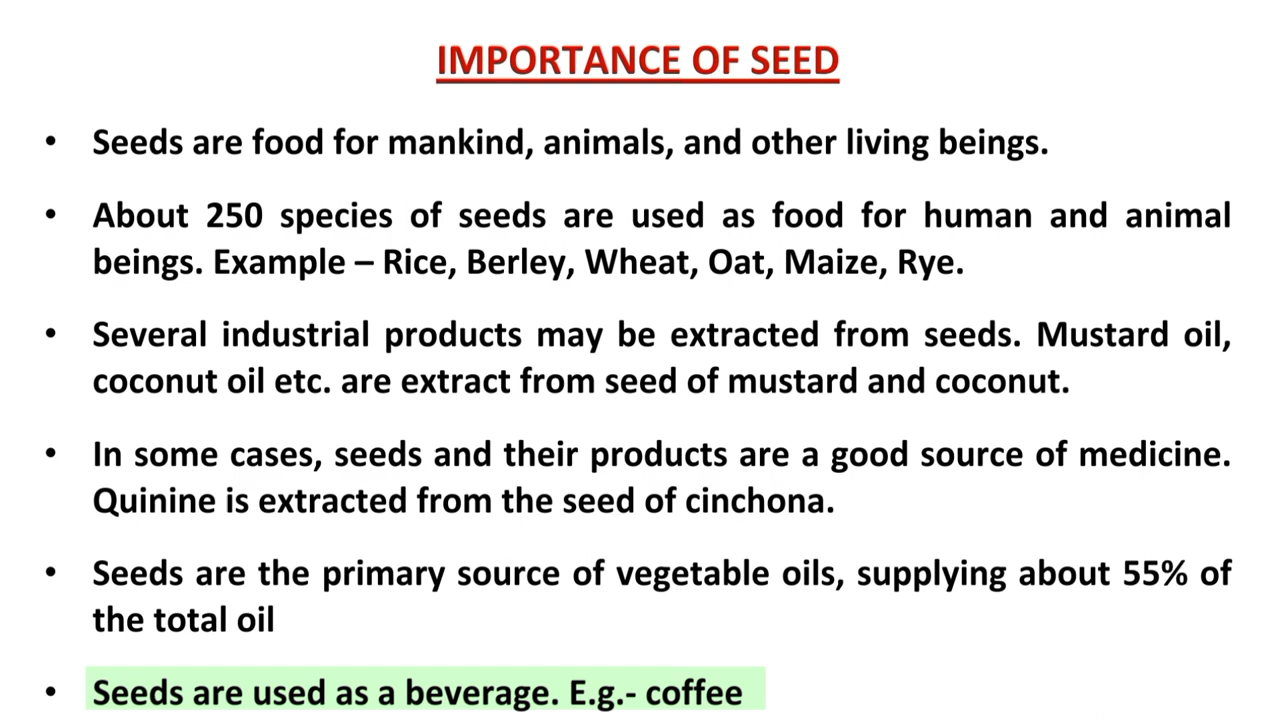 IMPORTANCE OF SEED
• Seeds are food for mankind, animals, and other living beings.
• About 250 species of seeds are used as food for human and animal
beings. Example – Rice, Berley, Wheat, Oat, Maize, Rye.
• Several industrial products may be extracted from seeds. Mustard oil,
coconut oil etc. are extract from seed of mustard and coconut.
• In some cases, seeds and their products are a good source of medicine.
Quinine is extracted from the seed of cinchona.
• Seeds are the primary source of vegetable oils, supplying about 55% of
the total oil
• Seeds are used as a beverage. E.g.- coffee